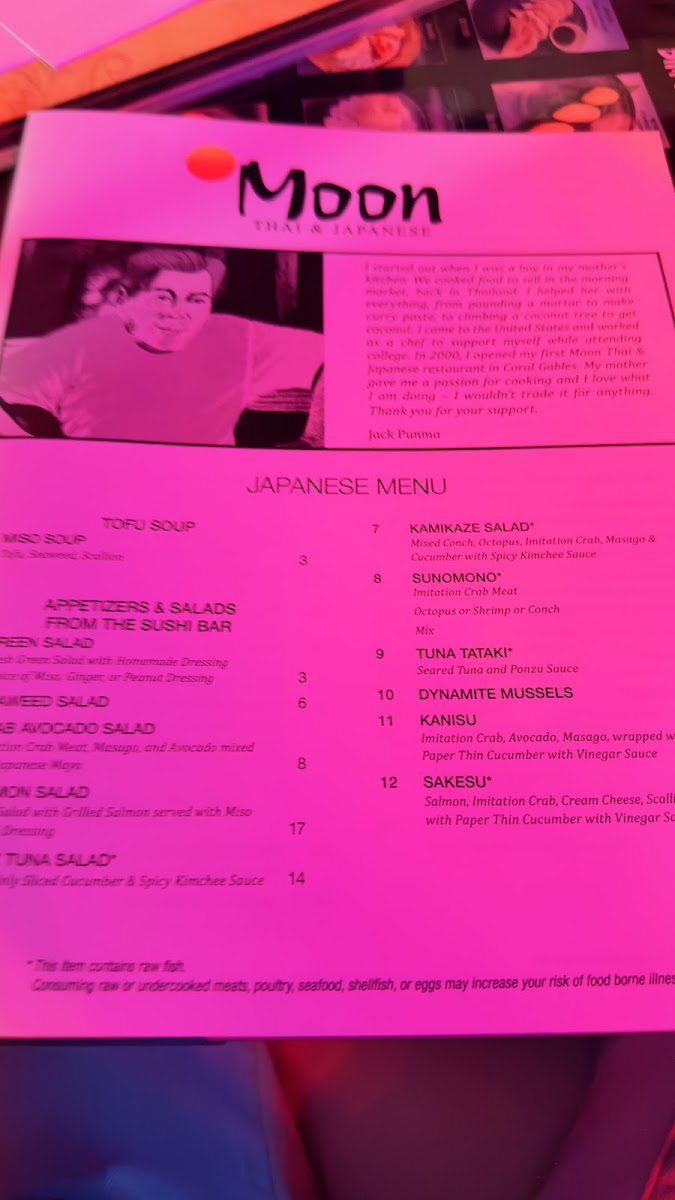 Moon
THAI & JAPANESE
I started out when I was a boy in my mother's
kitchen. We cooked food to sell in the morning
market, back in Thailand. I helped her with
everything, from pounding a mortar to make
curry paste, to climbing a coconut tree to get
coconut. I came to the United States and worked
as a chef to support myself while attending
college. In 2000, I opened my first Moon Thai &
Japanese restaurant in Coral Gables. My mother
gave me a passion for cooking and I love what
I am doing – I wouldn't trade it for anything.
Thank you for your support.
Jack Punma
JAPANESE MENU
TOFU SOUP
MISO SOUP
Tofu, Seaweed, Scallion 3
APPETIZERS & SALADS
FROM THE SUSHI BAR
REEN SALAD
esh Green Salad with Homemade Dressing
oice of Miso, Ginger, or Peanut Dressing 3
AWEED SALAD 6
AB AVOCADO SALAD
tion Crab Meat, Masago, and Avocado mixed
apanese Mayo 8
MON SALAD
Salad with Grilled Salmon served with Miso
Dressing 17
TUNA SALAD*
inly Sliced Cucumber & Spicy Kimchee Sauce 14
7 KAMIKAZE SALAD*
Mixed Conch, Octopus, Imitation Crab, Masago &
Cucumber with Spicy Kimchee Sauce
8 SUNOMONO*
Imitation Crab Meat
Octopus or Shrimp or Conch
Mix
9 TUNA TATAKI*
Seared Tuna and Ponzu Sauce
10 DYNAMITE MUSSELS
11 KANISU
Imitation Crab, Avocado, Masago, wrapped w
Paper Thin Cucumber with Vinegar Sauce
12 SAKESU*
Salmon, Imitation Crab, Cream Cheese, Scalli
with Paper Thin Cucumber with Vinegar Sa
* This item contains raw fish.
Consuming raw or undercooked meats, poultry, seafood, shellfish, or eggs may increase your risk of food borne illnes